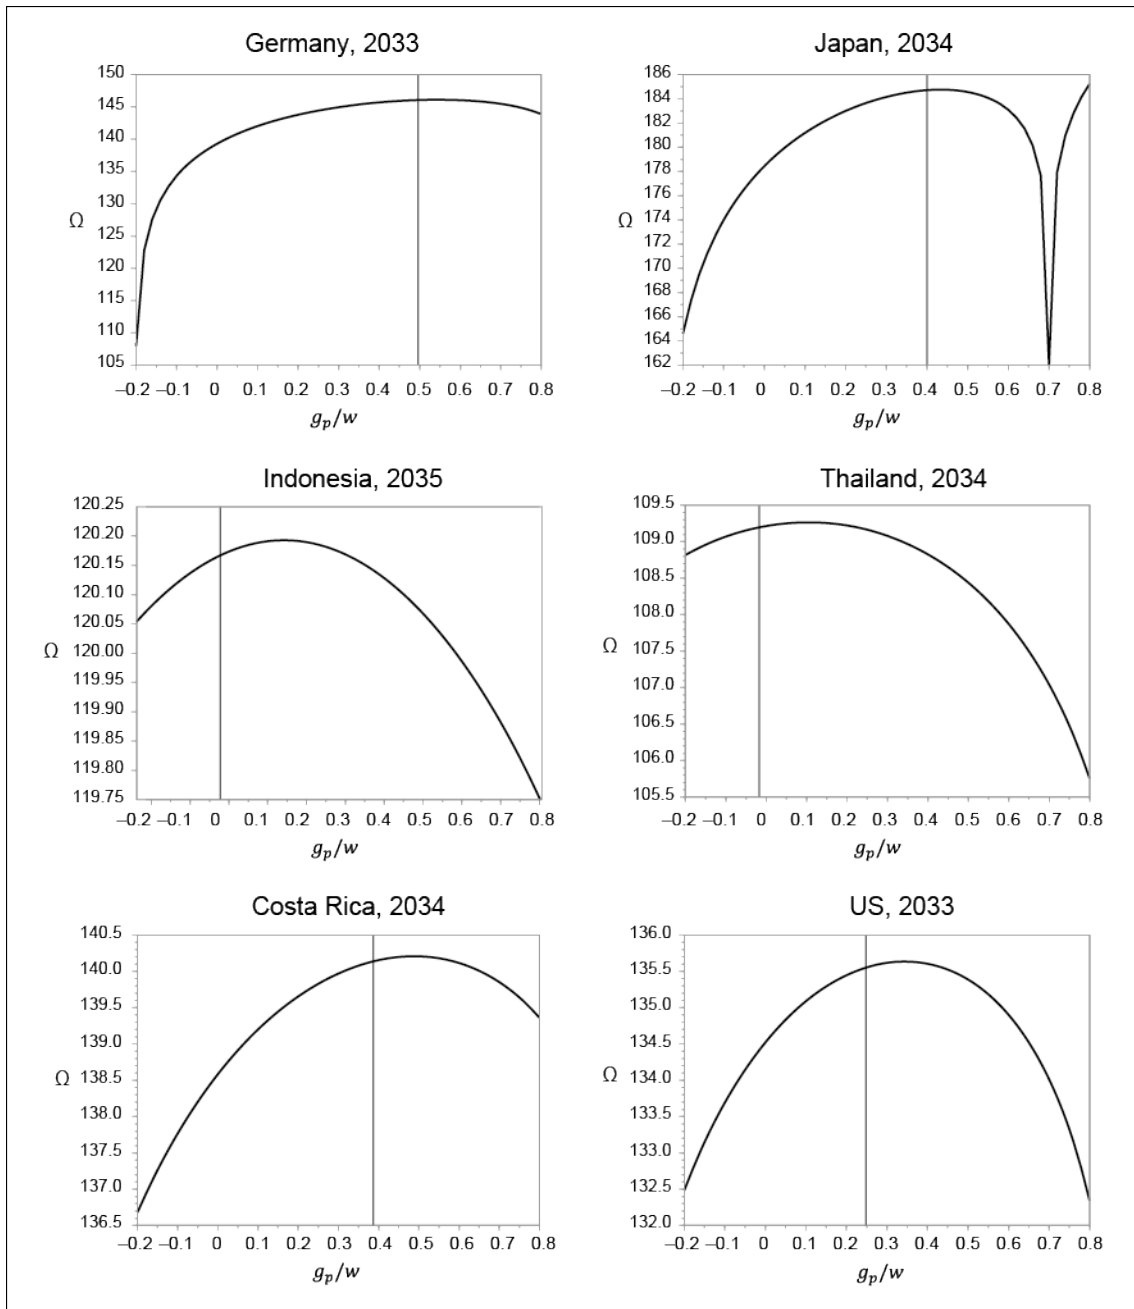 Germany, 2033
150
145
140
135
130
Ω
125
120
115
110
105
–0.2 –0.1 0 0.1 0.2 0.3 0.4 0.5 0.6 0.7 0.8
g_p/w
Japan, 2034
186
184
182
180
178
176
Ω
174
172
170
168
166
164
162
–0.2 –0.1 0 0.1 0.2 0.3 0.4 0.5 0.6 0.7 0.8
g_p/w
Indonesia, 2035
120.25
120.20
120.15
120.10
120.05
Ω 120.00
119.95
119.90
119.85
119.80
119.75
–0.2 –0.1 0 0.1 0.2 0.3 0.4 0.5 0.6 0.7 0.8
g_p/w
Thailand, 2034
109.5
109.0
108.5
108.0
Ω 107.5
107.0
106.5
106.0
105.5
–0.2 –0.1 0 0.1 0.2 0.3 0.4 0.5 0.6 0.7 0.8
g_p/w
Costa Rica, 2034
140.5
140.0
139.5
139.0
Ω 138.5
138.0
137.5
137.0
136.5
–0.2 –0.1 0 0.1 0.2 0.3 0.4 0.5 0.6 0.7 0.8
g_p/w
US, 2033
136.0
135.5
135.0
134.5
Ω 134.0
133.5
133.0
132.5
132.0
–0.2 –0.1 0 0.1 0.2 0.3 0.4 0.5 0.6 0.7 0.8
g_p/w